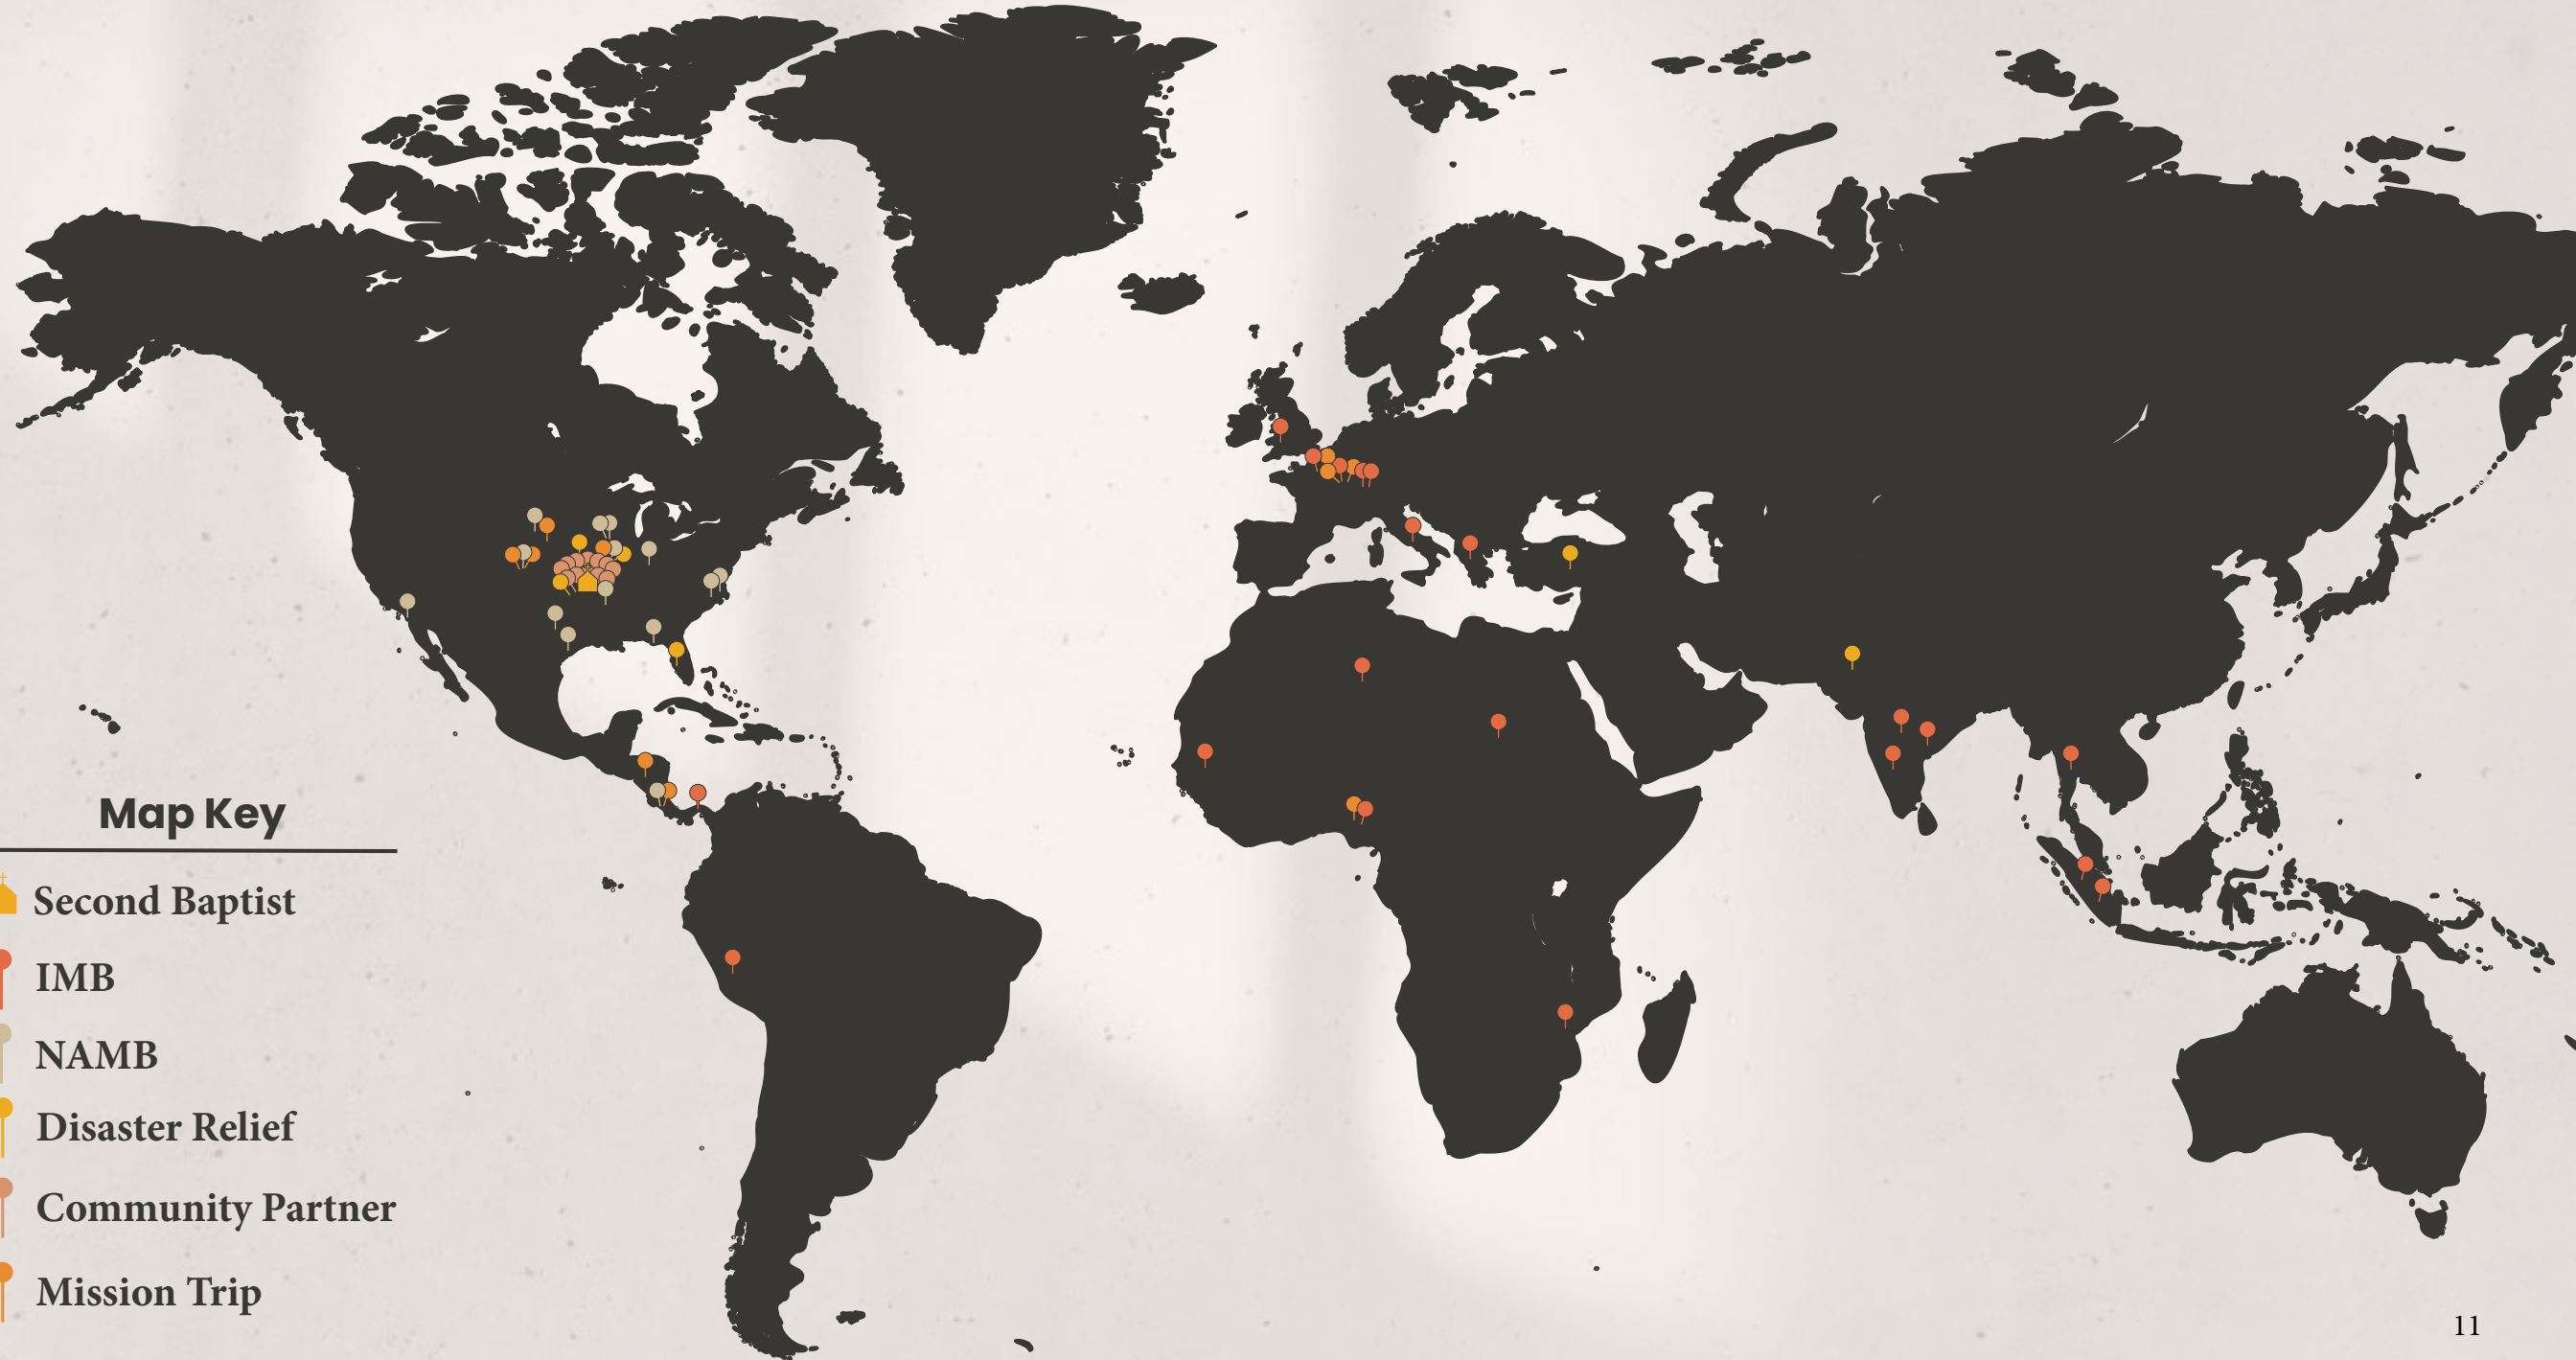 Map Key
Second Baptist
IMB
NAMB
Disaster Relief
Community Partner
Mission Trip
11